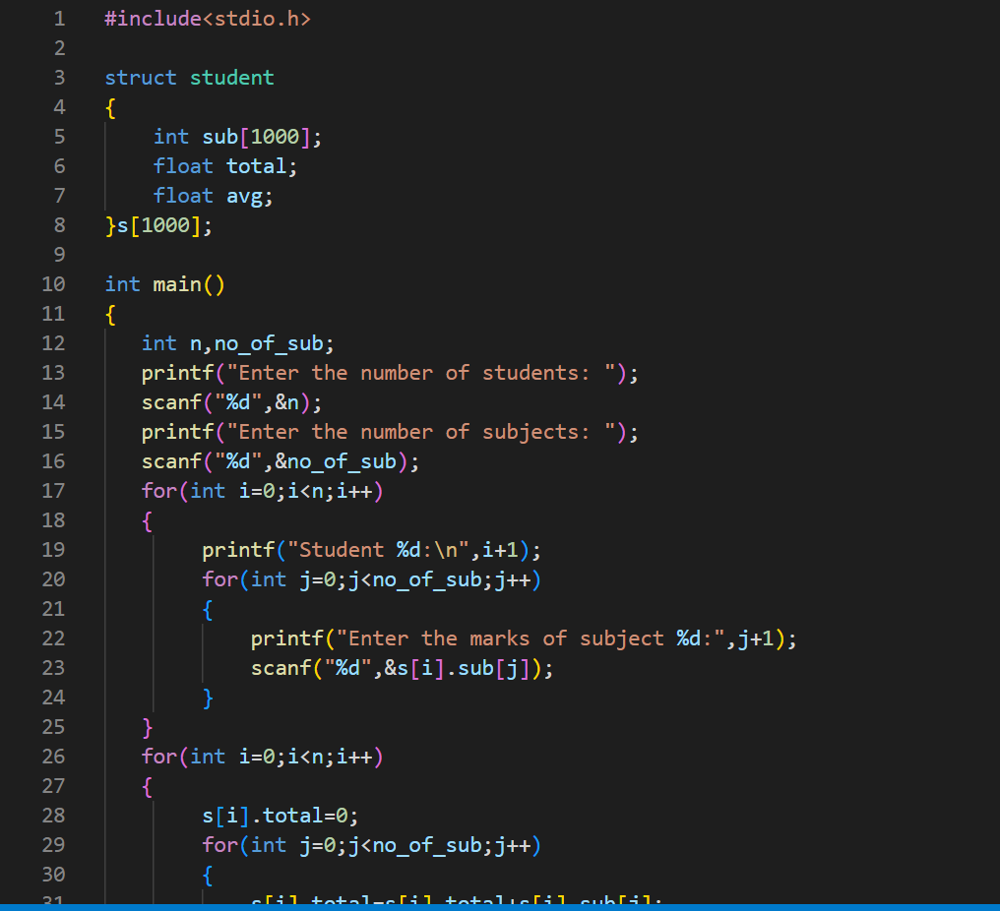 1 #include<stdio.h>
2
3 struct student
4 {
5 int sub[1000];
6 float total;
7 float avg;
8 }s[1000];
9
10 int main()
11 {
12 int n,no_of_sub;
13 printf("Enter the number of students: ");
14 scanf("%d",&n);
15 printf("Enter the number of subjects: ");
16 scanf("%d",&no_of_sub);
17 for(int i=0;i<n;i++)
18 {
19 printf("Student %d:\n",i+1);
20 for(int j=0;j<no_of_sub;j++)
21 {
22 printf("Enter the marks of subject %d:",j+1);
23 scanf("%d",&s[i].sub[j]);
24 }
25 }
26 for(int i=0;i<n;i++)
27 {
28 s[i].total=0;
29 for(int j=0;j<no_of_sub;j++)
30 {
31 s[i].total=s[i].total+s[i].sub[j];